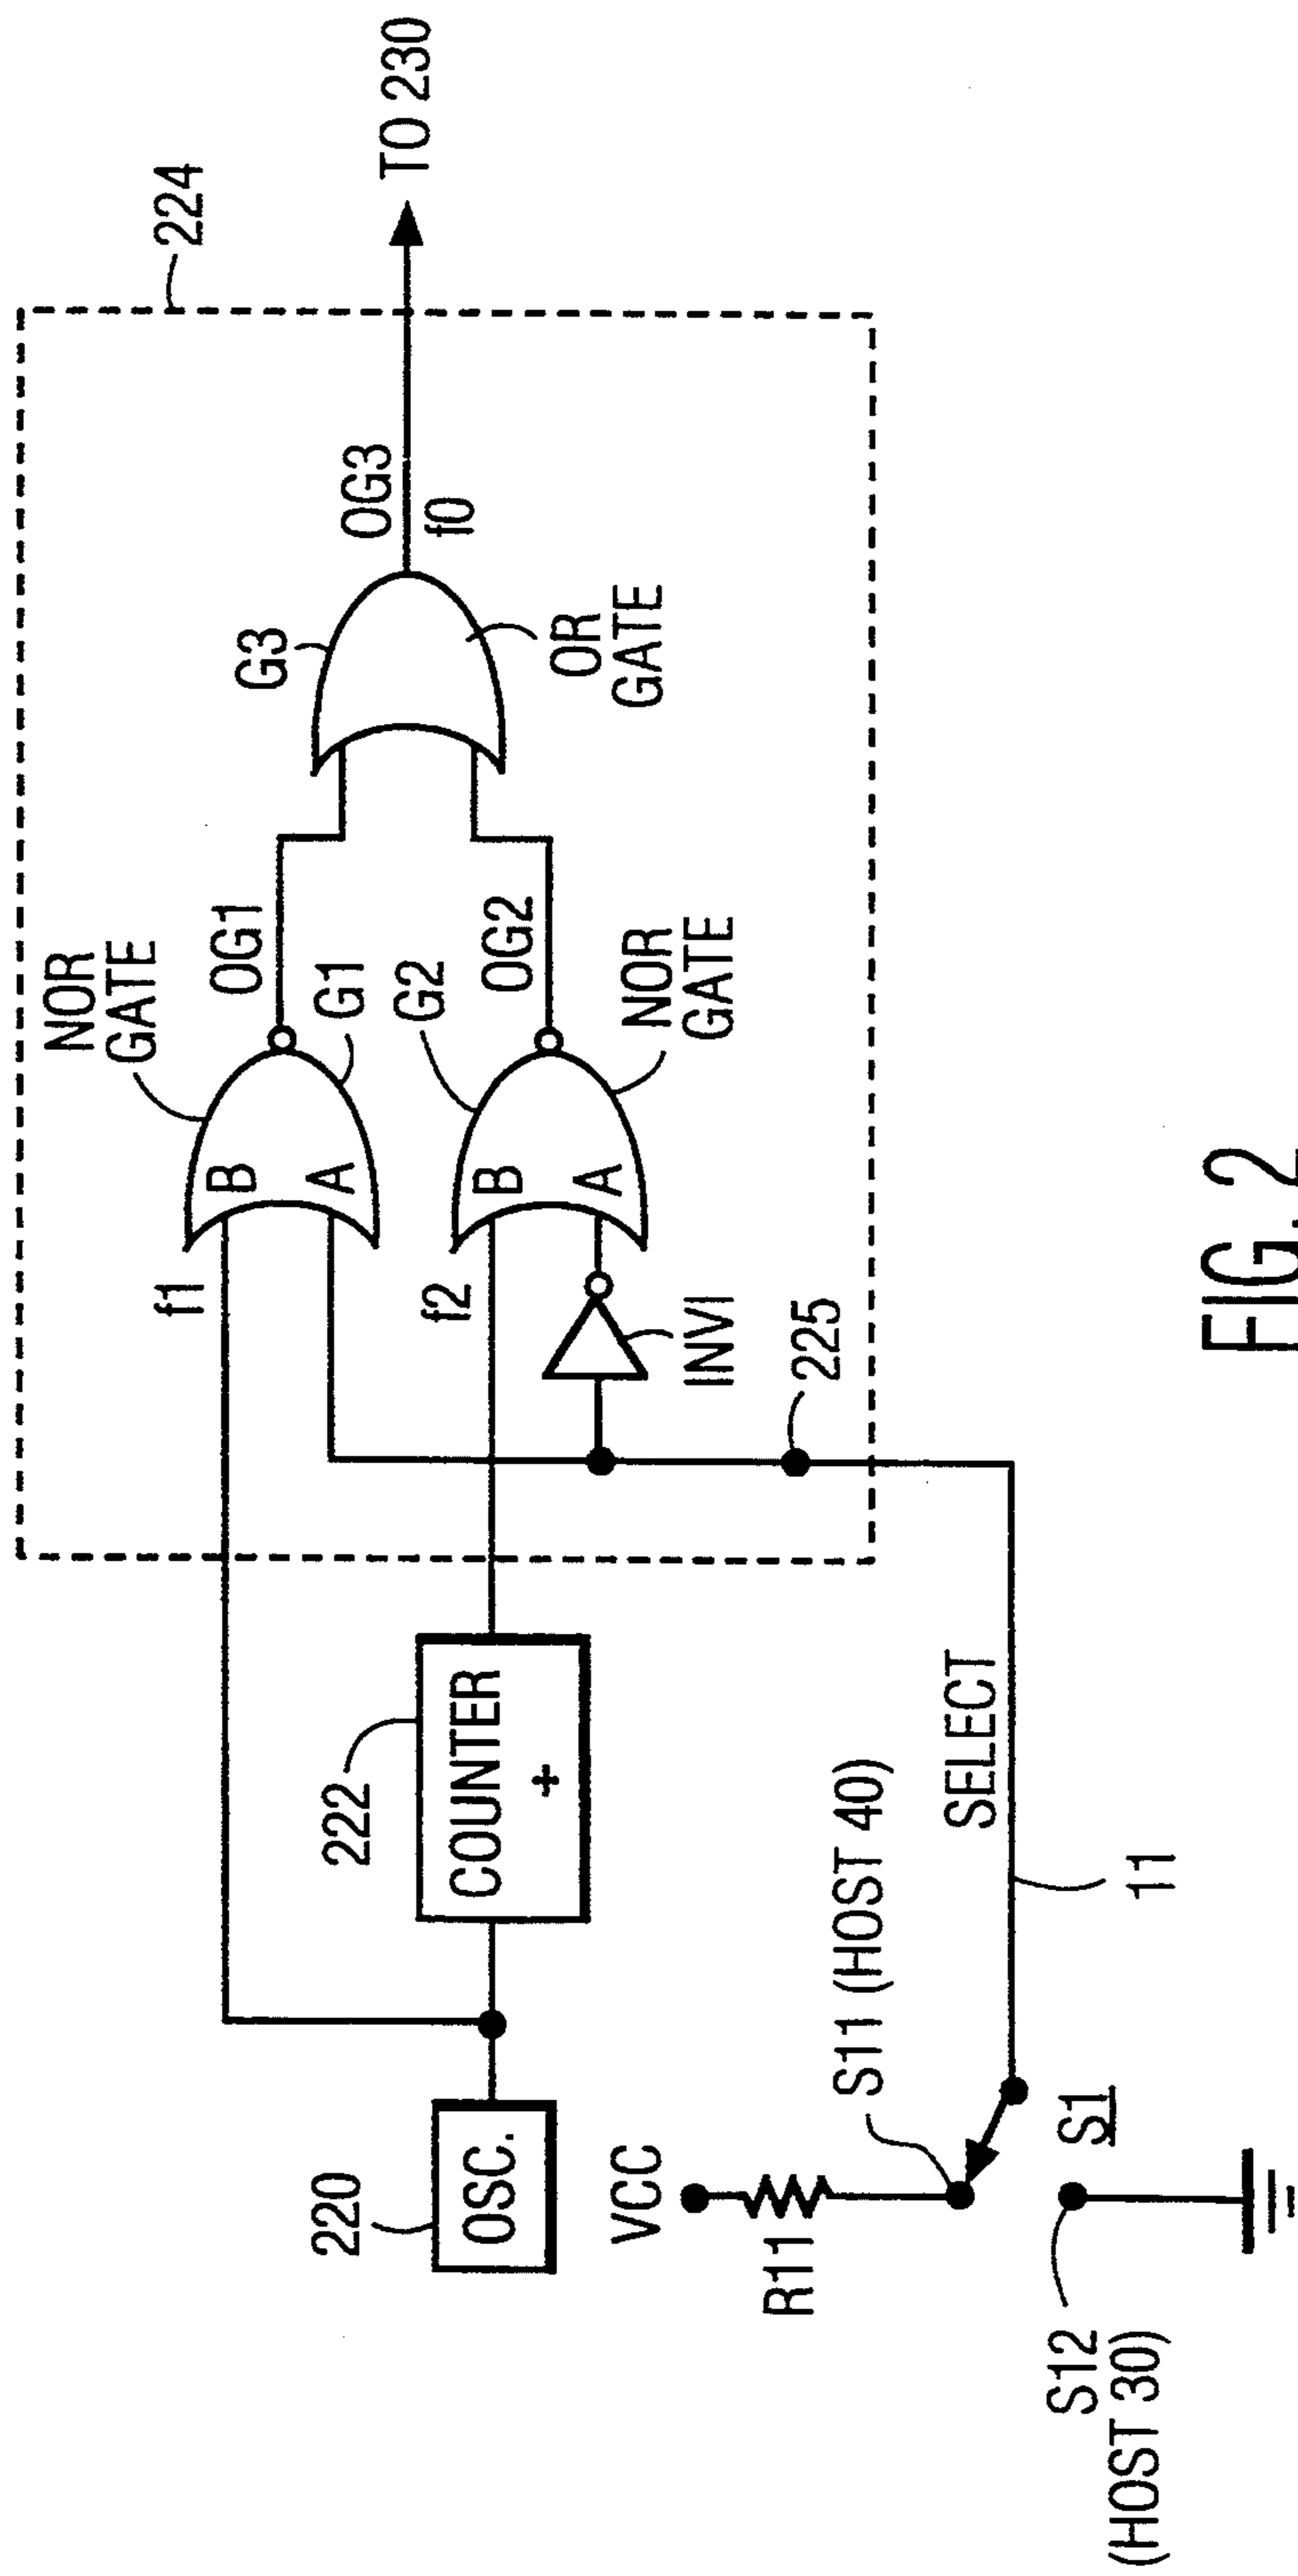 224
TO 230
NOR
GATE
OG1
G1
G3
OG3
f0
OR
GATE
f1
B
A
G2
OG2
NOR
GATE
f2
B
A
INVI
225
222
COUNTER
÷
220
OSC.
VCC
R11
S11 (HOST 40)
SELECT
11
S1
S12
(HOST 30)
FIG. 2